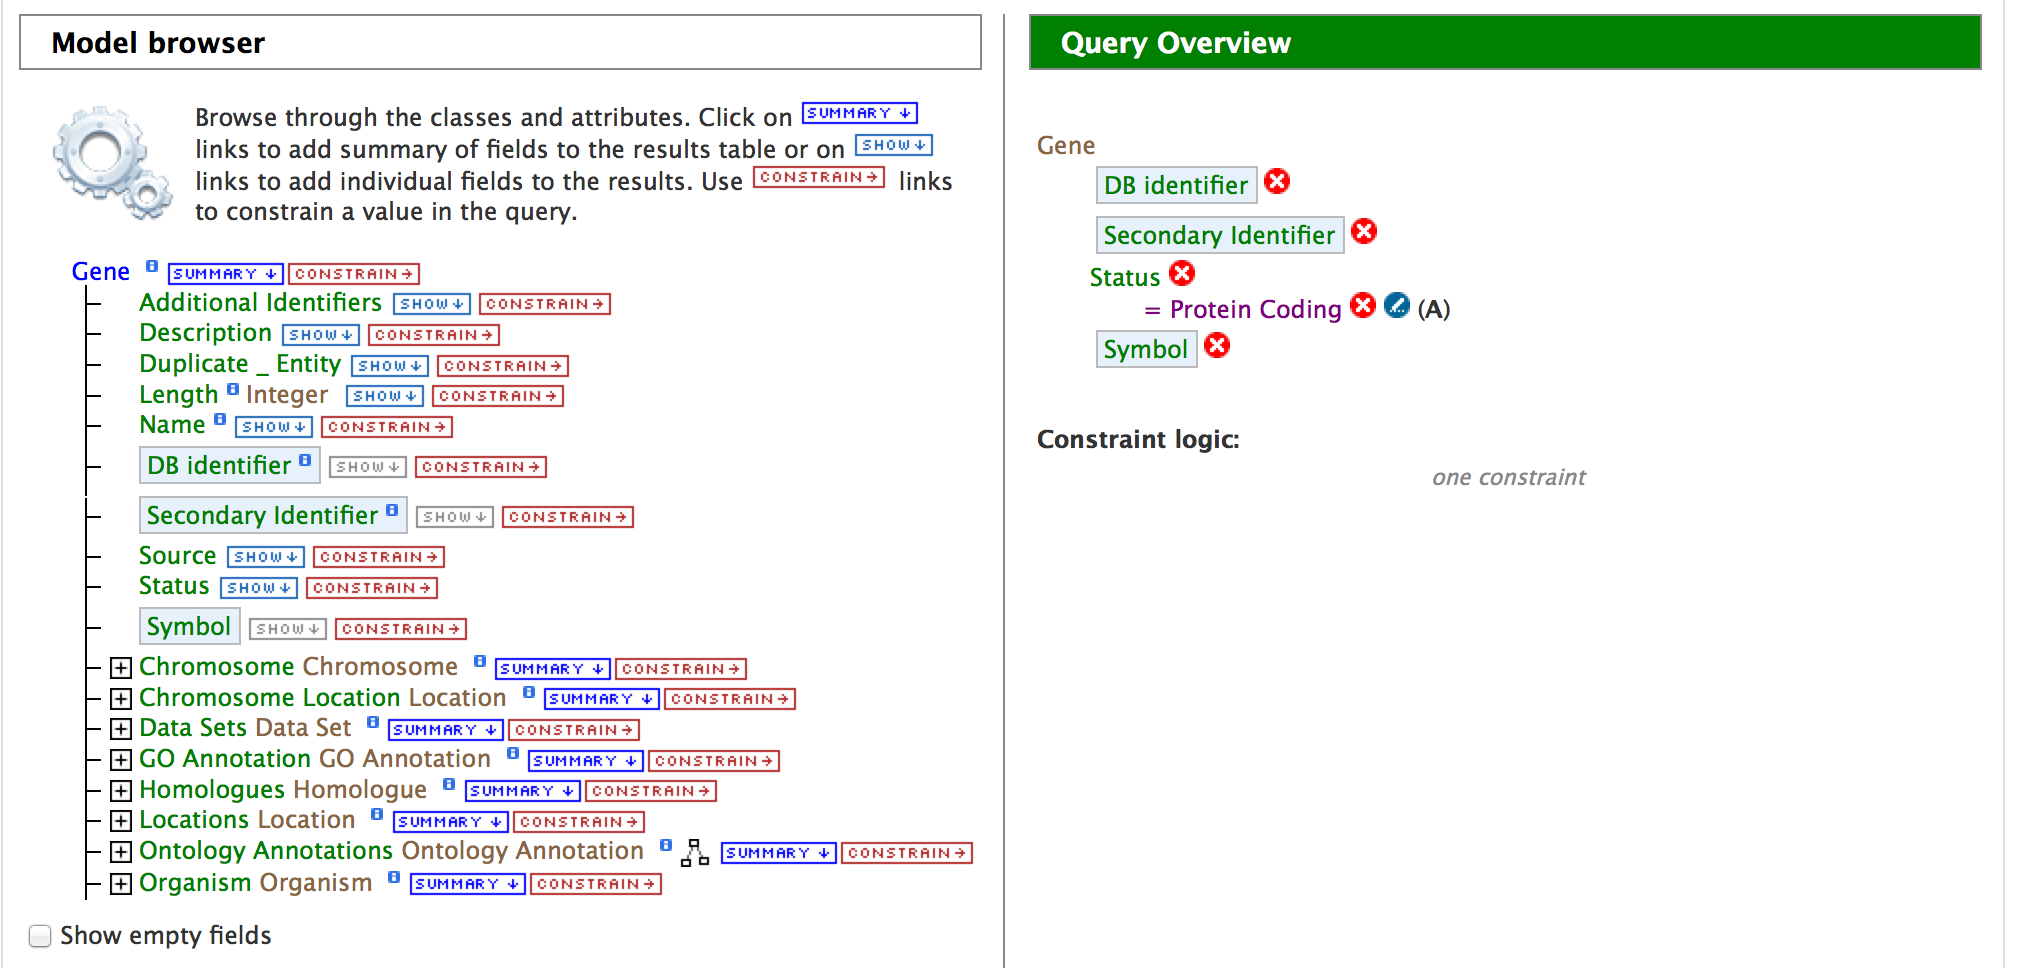 Model browser
Browse through the classes and attributes. Click on SUMMARY ↓
links to add summary of fields to the results table or on SHOW ↓
links to add individual fields to the results. Use CONSTRAIN → links
to constrain a value in the query.
Gene SUMMARY ↓ CONSTRAIN →
Additional Identifiers SHOW ↓ CONSTRAIN →
Description SHOW ↓ CONSTRAIN →
Duplicate _ Entity SHOW ↓ CONSTRAIN →
Length Integer SHOW ↓ CONSTRAIN →
Name SHOW ↓ CONSTRAIN →
DB identifier SHOW ↓ CONSTRAIN →
Secondary Identifier SHOW ↓ CONSTRAIN →
Source SHOW ↓ CONSTRAIN →
Status SHOW ↓ CONSTRAIN →
Symbol SHOW ↓ CONSTRAIN →
Chromosome Chromosome SUMMARY ↓ CONSTRAIN →
Chromosome Location Location SUMMARY ↓ CONSTRAIN →
Data Sets Data Set SUMMARY ↓ CONSTRAIN →
GO Annotation GO Annotation SUMMARY ↓ CONSTRAIN →
Homologues Homologue SUMMARY ↓ CONSTRAIN →
Locations Location SUMMARY ↓ CONSTRAIN →
Ontology Annotations Ontology Annotation SUMMARY ↓ CONSTRAIN →
Organism Organism SUMMARY ↓ CONSTRAIN →
Show empty fields
Query Overview
Gene
DB identifier
Secondary Identifier
Status
= Protein Coding (A)
Symbol
Constraint logic:
one constraint